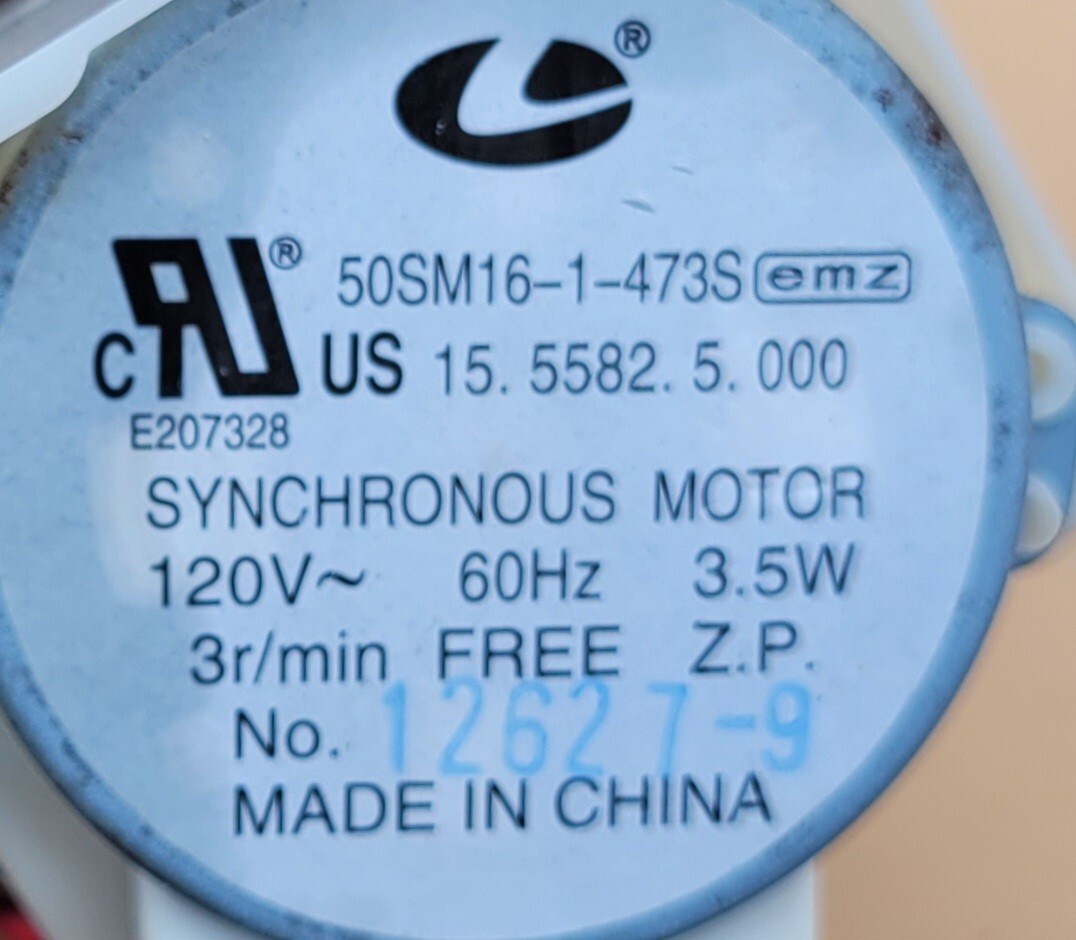 ®
50SM16-1-473S emz
c RU ® US 15. 5582. 5. 000
E207328
SYNCHRONOUS MOTOR
120V~ 60Hz 3.5W
3r/min FREE Z.P.
No. 12627-9
MADE IN CHINA